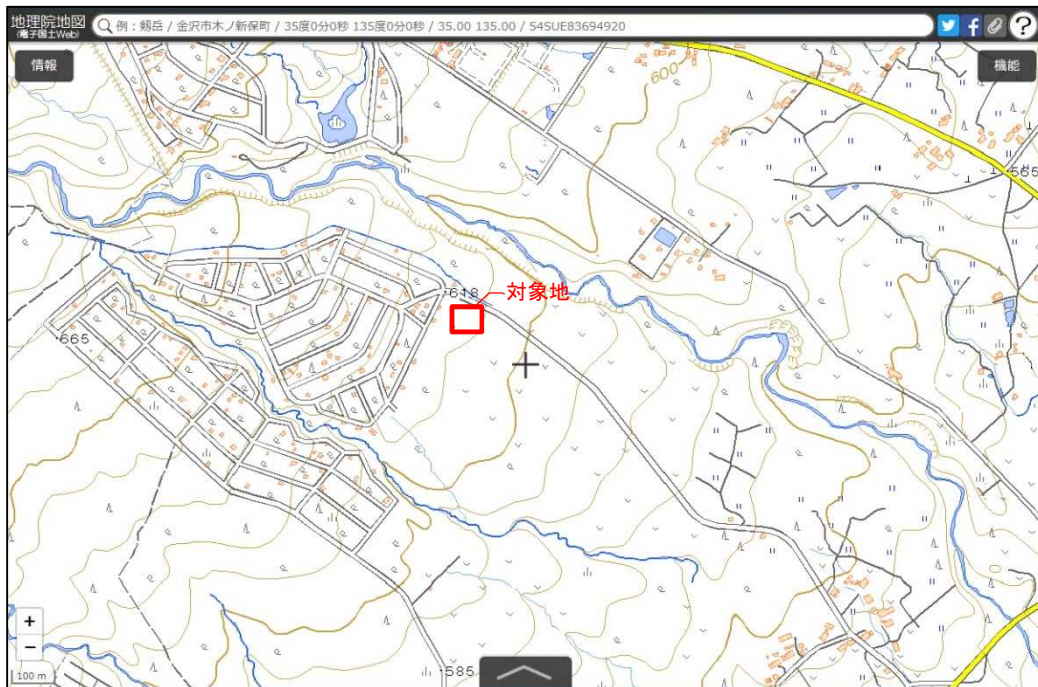 地理院地図
(電子国土Web)
例：剱岳 / 金沢市木ノ新保町 / 35度0分0秒 135度0分0秒 / 35.00 135.00 / 54SUE83694920
?
情報
機能
600
565
618
対象地
665
585
+
−
100 m